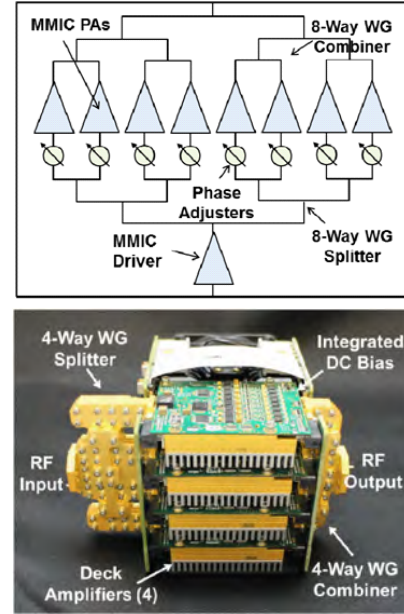 MMIC PAs
8-Way WG
Combiner
Phase
Adjusters
MMIC
Driver
8-Way WG
Splitter
4-Way WG
Splitter
Integrated
DC Bias
RF
Input
RF
Output
Deck
Amplifiers (4)
4-Way WG
Combiner